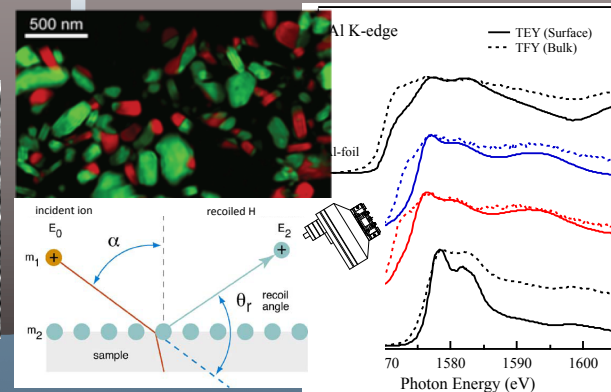 500 nm
Al K-edge
TEY (Surface)
TFY (Bulk)
Al-foil
incident ion
recoiled H
E0
E2
α
m1
θr
recoil
angle
m2
sample
70
1580
1590
1600
Photon Energy (eV)